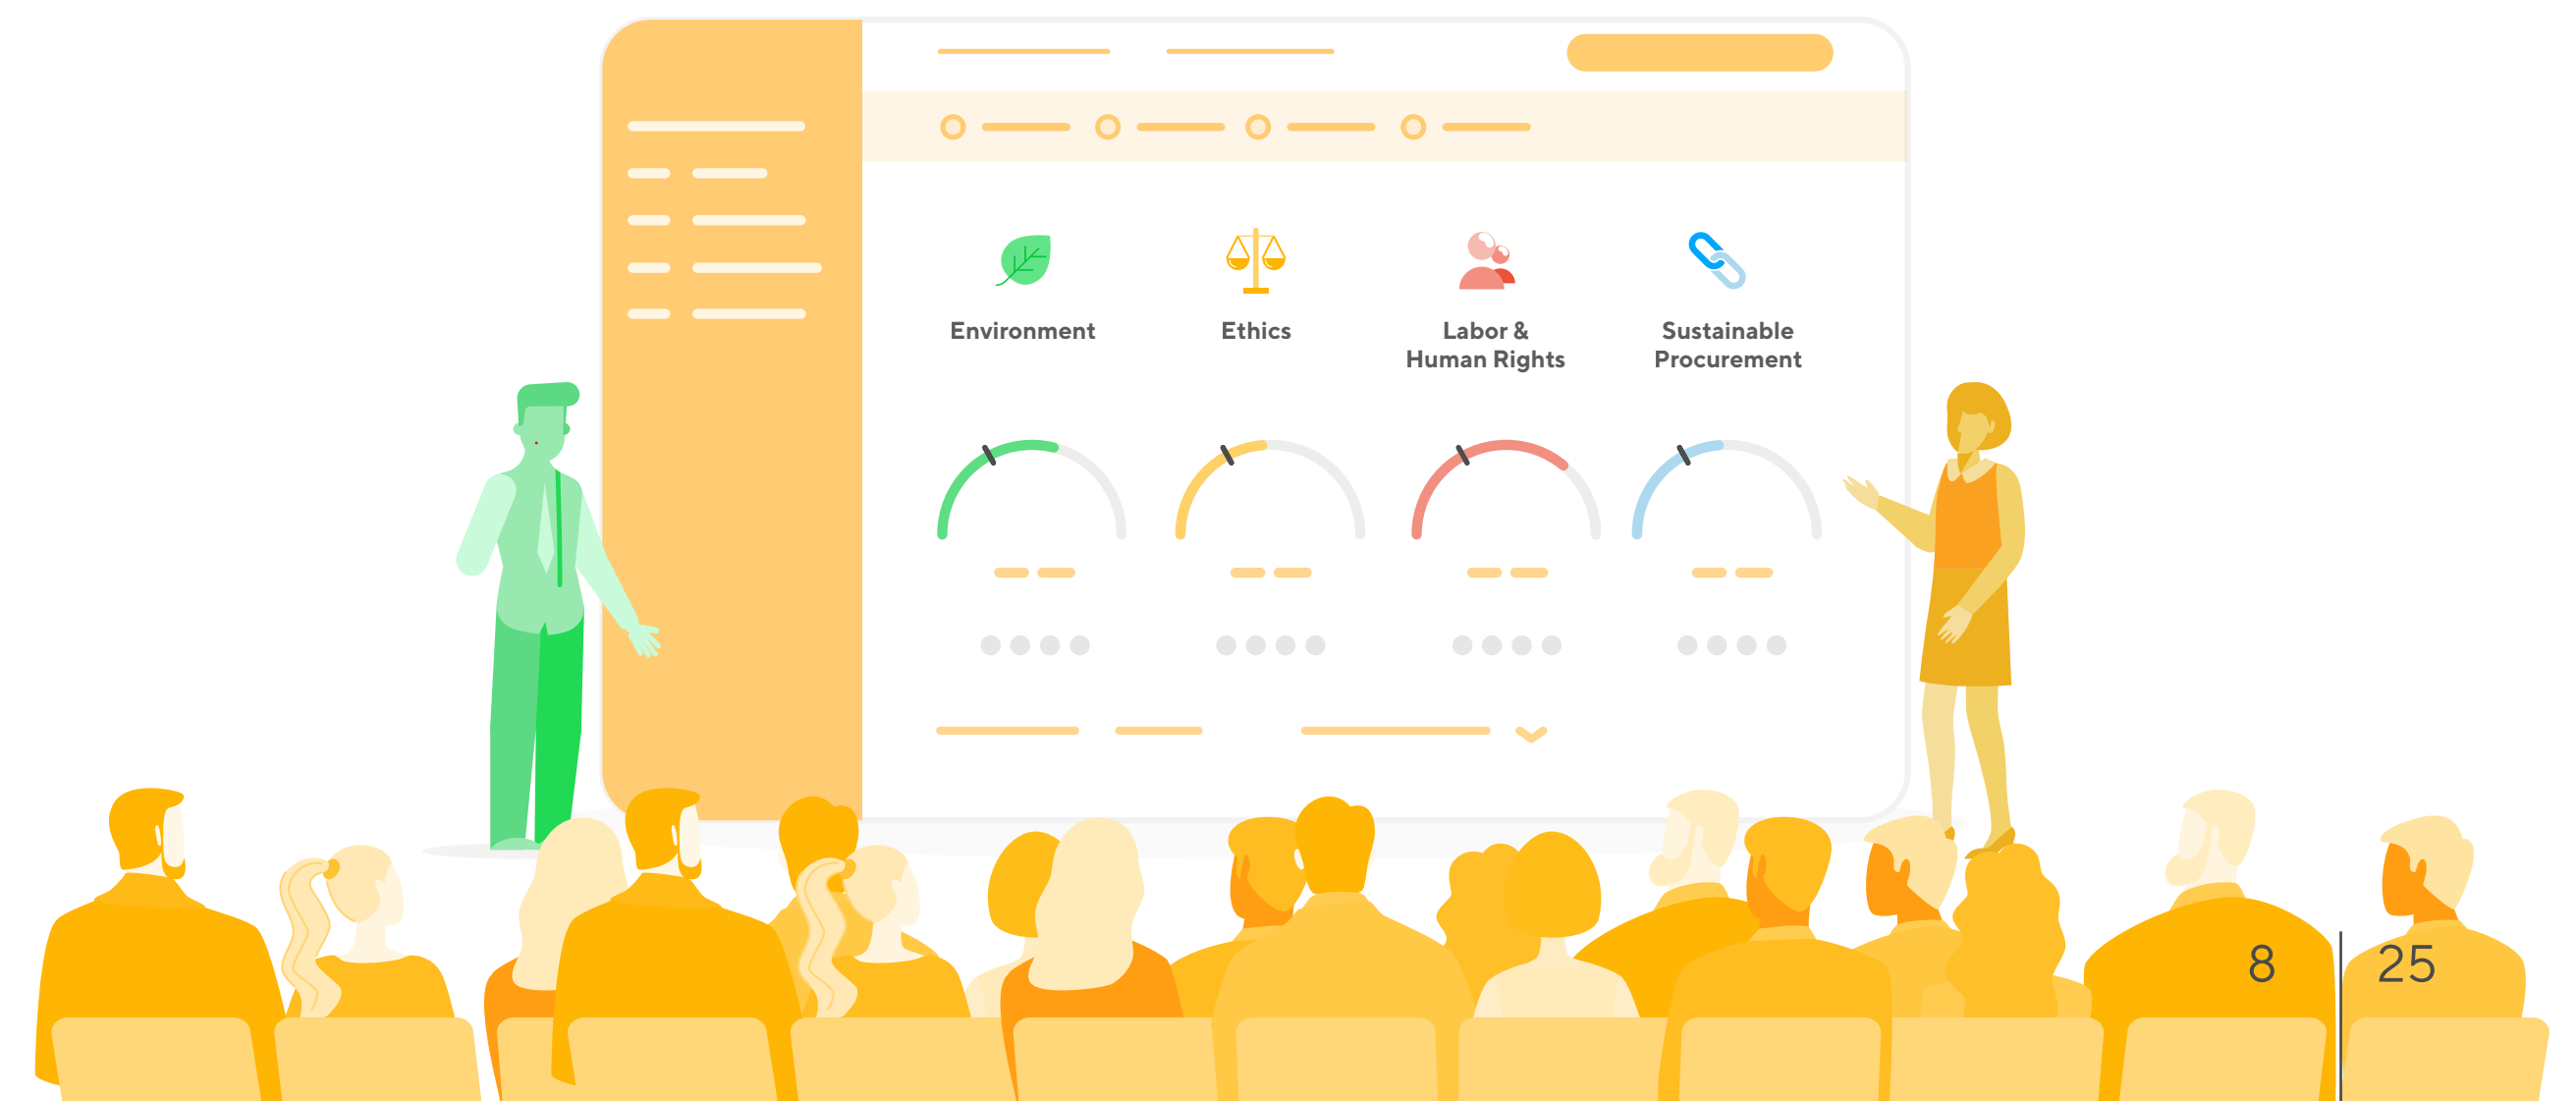 Environment
Ethics
Labor &
Human Rights
Sustainable
Procurement
8
25